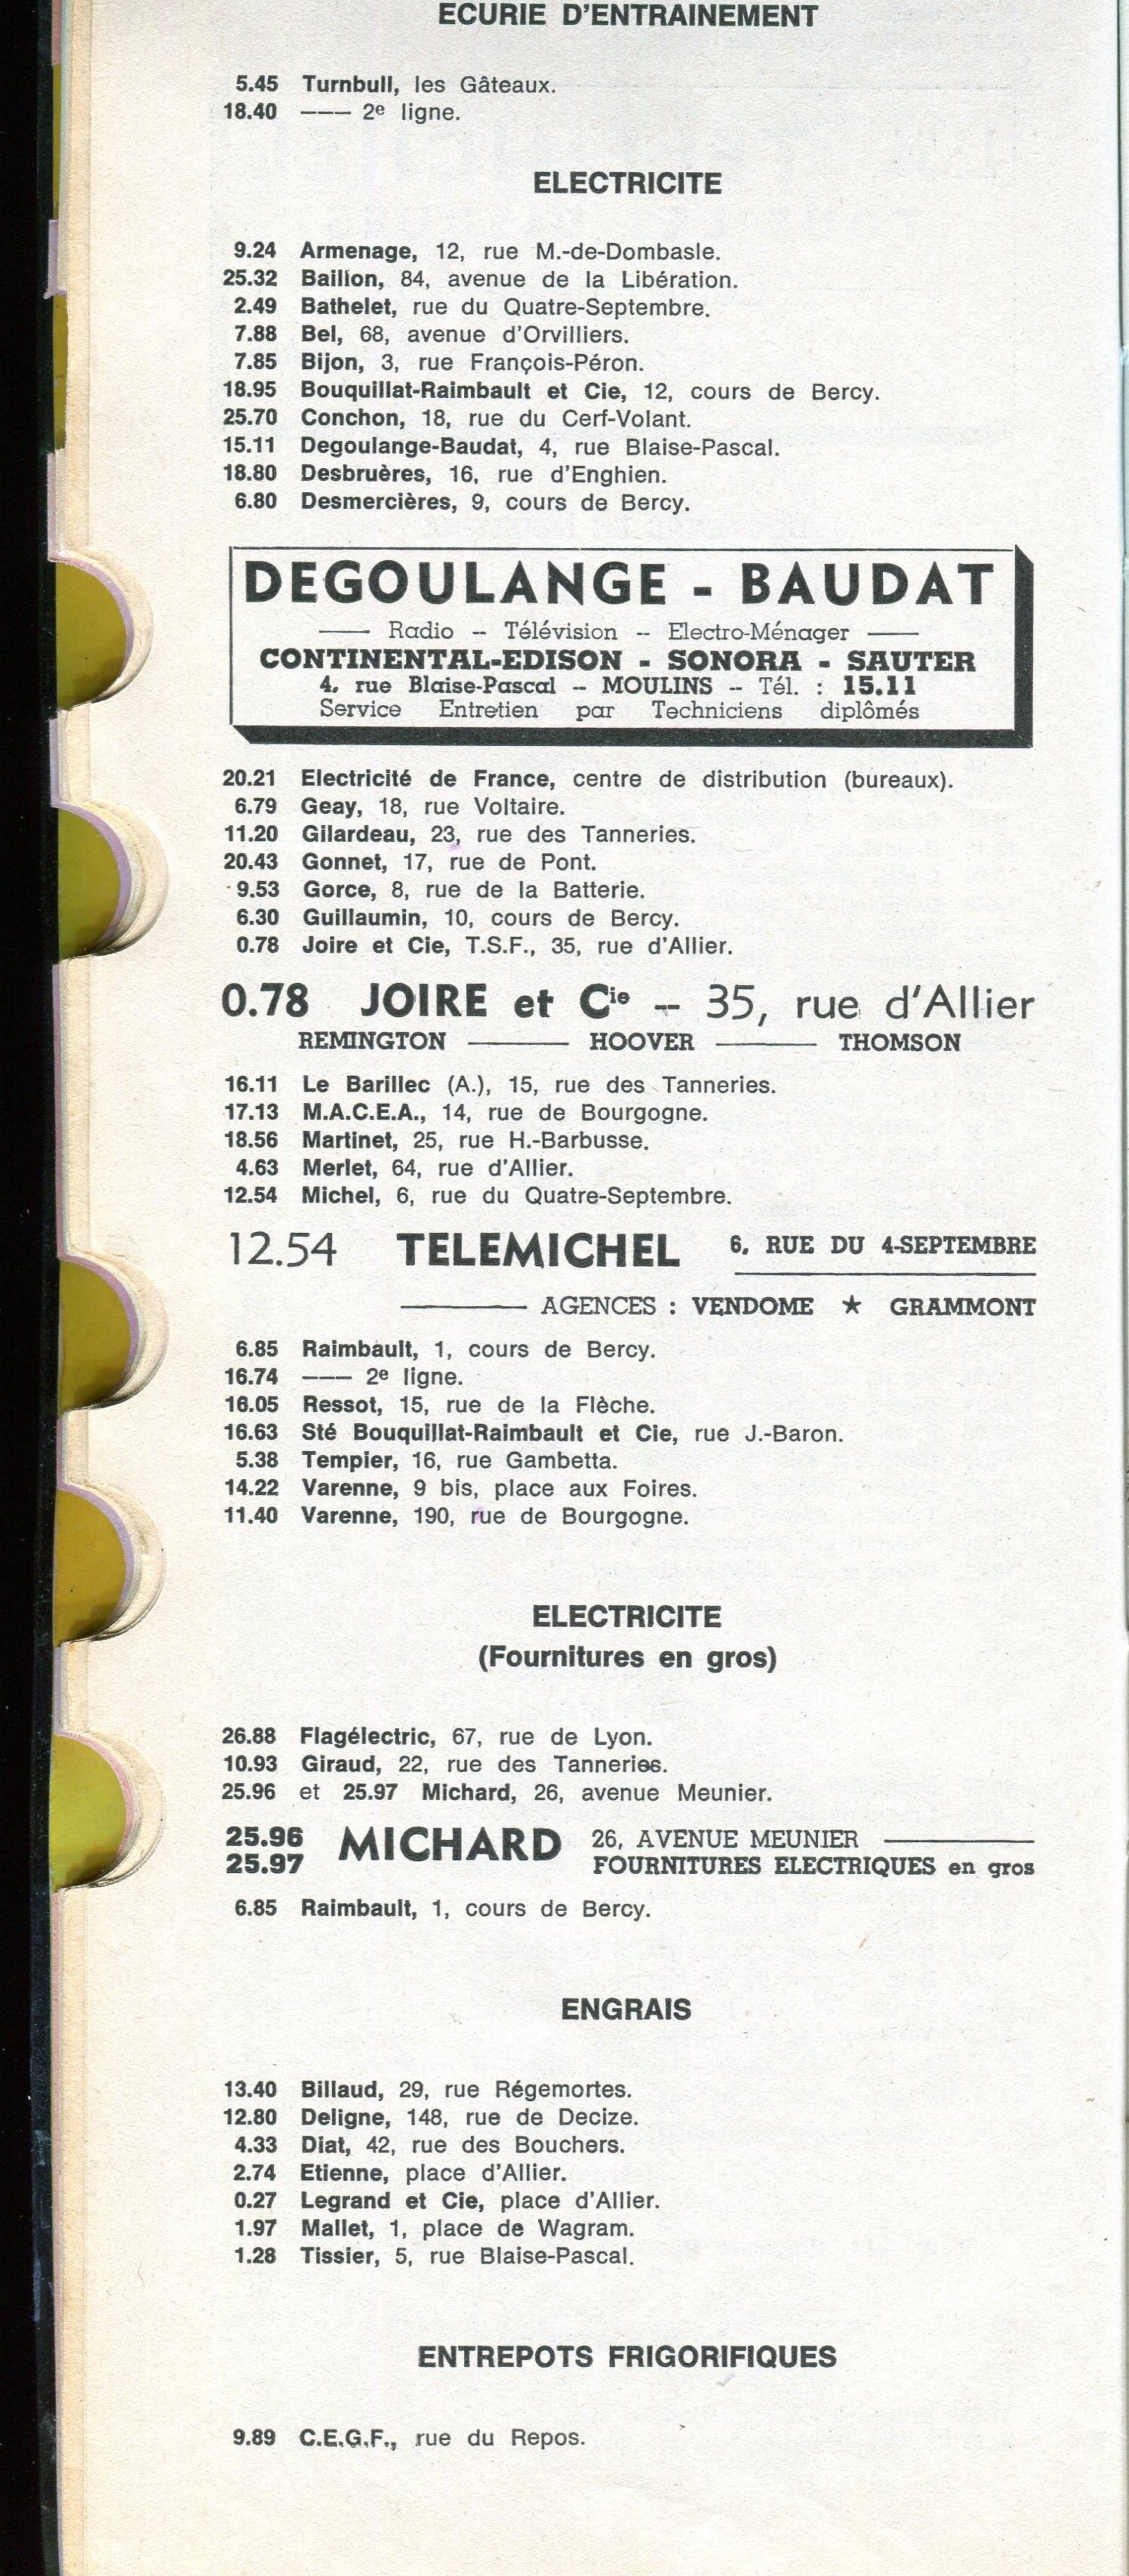 ECURIE D'ENTRAINEMENT
5.45 Turnbull, les Gâteaux.
18.40 ——— 2e ligne.
ELECTRICITE
9.24 Armenage, 12, rue M.-de-Dombasle.
25.32 Baillon, 84, avenue de la Libération.
2.49 Bathelet, rue du Quatre-Septembre.
7.88 Bel, 68, avenue d'Orvilliers.
7.85 Bijon, 3, rue François-Péron.
18.95 Bouquillat-Raimbault et Cie, 12, cours de Bercy.
25.70 Conchon, 18, rue du Cerf-Volant.
15.11 Degoulange-Baudat, 4, rue Blaise-Pascal.
18.80 Desbruères, 16, rue d'Enghien.
6.80 Desmercières, 9, cours de Bercy.
DEGOULANGE - BAUDAT
—— Radio -- Télévision -- Electro-Ménager ——
CONTINENTAL-EDISON - SONORA - SAUTER
4, rue Blaise-Pascal -- MOULINS -- Tél. : 15.11
Service Entretien par Techniciens diplômés
20.21 Electricité de France, centre de distribution (bureaux).
6.79 Geay, 18, rue Voltaire.
11.20 Gilardeau, 23, rue des Tanneries.
20.43 Gonnet, 17, rue de Pont.
9.53 Gorce, 8, rue de la Batterie.
6.30 Guillaumin, 10, cours de Bercy.
0.78 Joire et Cie, T.S.F., 35, rue d'Allier.
0.78 JOIRE et Cie -- 35, rue d'Allier
REMINGTON ——— HOOVER ——— THOMSON
16.11 Le Barillec (A.), 15, rue des Tanneries.
17.13 M.A.C.E.A., 14, rue de Bourgogne.
18.56 Martinet, 25, rue H.-Barbusse.
4.63 Merlet, 64, rue d'Allier.
12.54 Michel, 6, rue du Quatre-Septembre.
12.54 TELEMICHEL 6, RUE DU 4-SEPTEMBRE
——— AGENCES : VENDOME ★ GRAMMONT
6.85 Raimbault, 1, cours de Bercy.
16.74 ——— 2e ligne.
16.05 Ressot, 15, rue de la Flèche.
16.63 Sté Bouquillat-Raimbault et Cie, rue J.-Baron.
5.38 Tempier, 16, rue Gambetta.
14.22 Varenne, 9 bis, place aux Foires.
11.40 Varenne, 190, rue de Bourgogne.
ELECTRICITE
(Fournitures en gros)
26.88 Flagélectric, 67, rue de Lyon.
10.93 Giraud, 22, rue des Tanneries.
25.96 et 25.97 Michard, 26, avenue Meunier.
25.96 MICHARD 26, AVENUE MEUNIER ———
25.97 FOURNITURES ELECTRIQUES en gros
6.85 Raimbault, 1, cours de Bercy.
ENGRAIS
13.40 Billaud, 29, rue Régemortes.
12.80 Deligne, 148, rue de Decize.
4.33 Diat, 42, rue des Bouchers.
2.74 Etienne, place d'Allier.
0.27 Legrand et Cie, place d'Allier.
1.97 Mallet, 1, place de Wagram.
1.28 Tissier, 5, rue Blaise-Pascal.
ENTREPOTS FRIGORIFIQUES
9.89 C.E.G.F., rue du Repos.